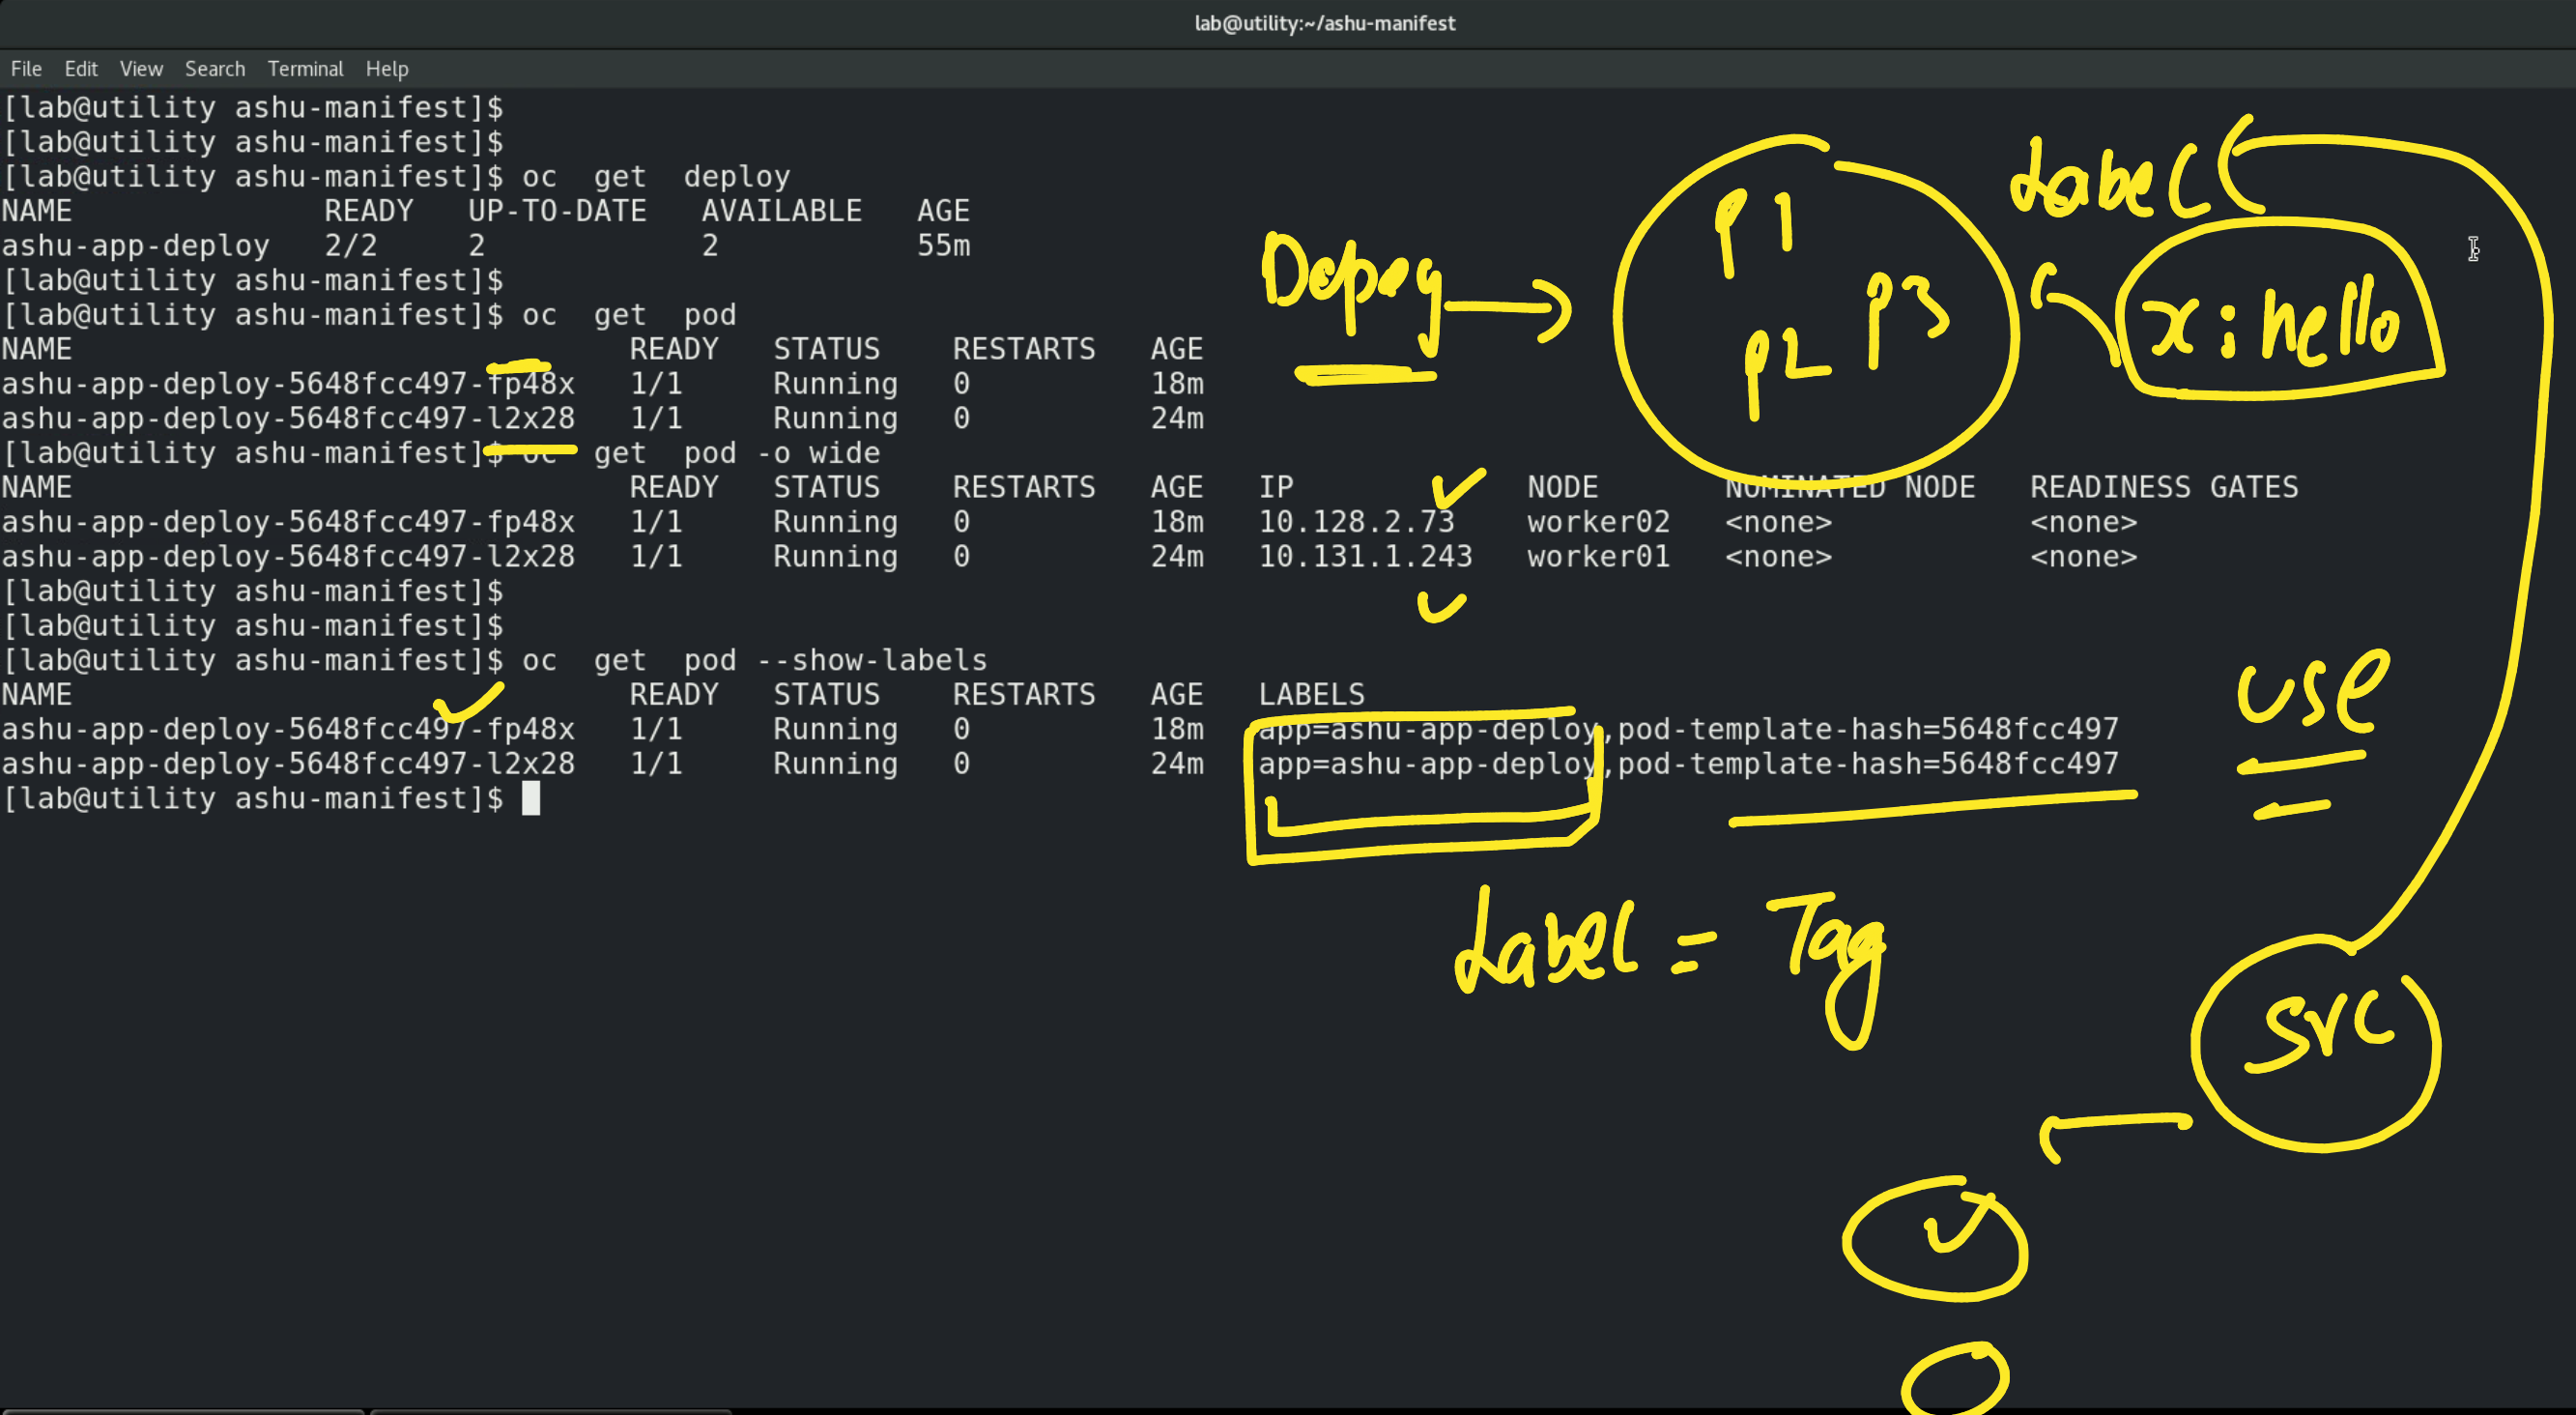 lab@utility:~/ashu-manifest
File Edit View Search Terminal Help
[lab@utility ashu-manifest]$
[lab@utility ashu-manifest]$
[lab@utility ashu-manifest]$ oc  get  deploy
NAME              READY   UP-TO-DATE   AVAILABLE   AGE
ashu-app-deploy   2/2     2            2           55m
[lab@utility ashu-manifest]$
[lab@utility ashu-manifest]$ oc  get  pod
NAME                               READY   STATUS    RESTARTS   AGE
ashu-app-deploy-5648fcc497-fp48x   1/1     Running   0          18m
ashu-app-deploy-5648fcc497-l2x28   1/1     Running   0          24m
[lab@utility ashu-manifest]$ oc  get  pod -o wide
NAME                               READY   STATUS    RESTARTS   AGE   IP             NODE       NOMINATED NODE   READINESS GATES
ashu-app-deploy-5648fcc497-fp48x   1/1     Running   0          18m   10.128.2.73    worker02   <none>           <none>
ashu-app-deploy-5648fcc497-l2x28   1/1     Running   0          24m   10.131.1.243   worker01   <none>           <none>
[lab@utility ashu-manifest]$
[lab@utility ashu-manifest]$
[lab@utility ashu-manifest]$ oc  get  pod --show-labels
NAME                               READY   STATUS    RESTARTS   AGE   LABELS
ashu-app-deploy-5648fcc497-fp48x   1/1     Running   0          18m   app=ashu-app-deploy,pod-template-hash=5648fcc497
ashu-app-deploy-5648fcc497-l2x28   1/1     Running   0          24m   app=ashu-app-deploy,pod-template-hash=5648fcc497
[lab@utility ashu-manifest]$
Label
P1
P2
P3
x:hello
use
Label = Tag